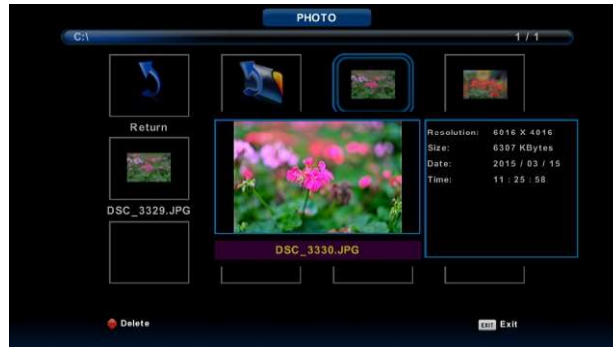 PHOTO
C:\
1 / 1
Return
Resolution: 6016 X 4016
Size: 6307 KBytes
Date: 2015 / 03 / 15
Time: 11 : 25 : 58
DSC_3329.JPG
DSC_3330.JPG
Delete
EXIT Exit